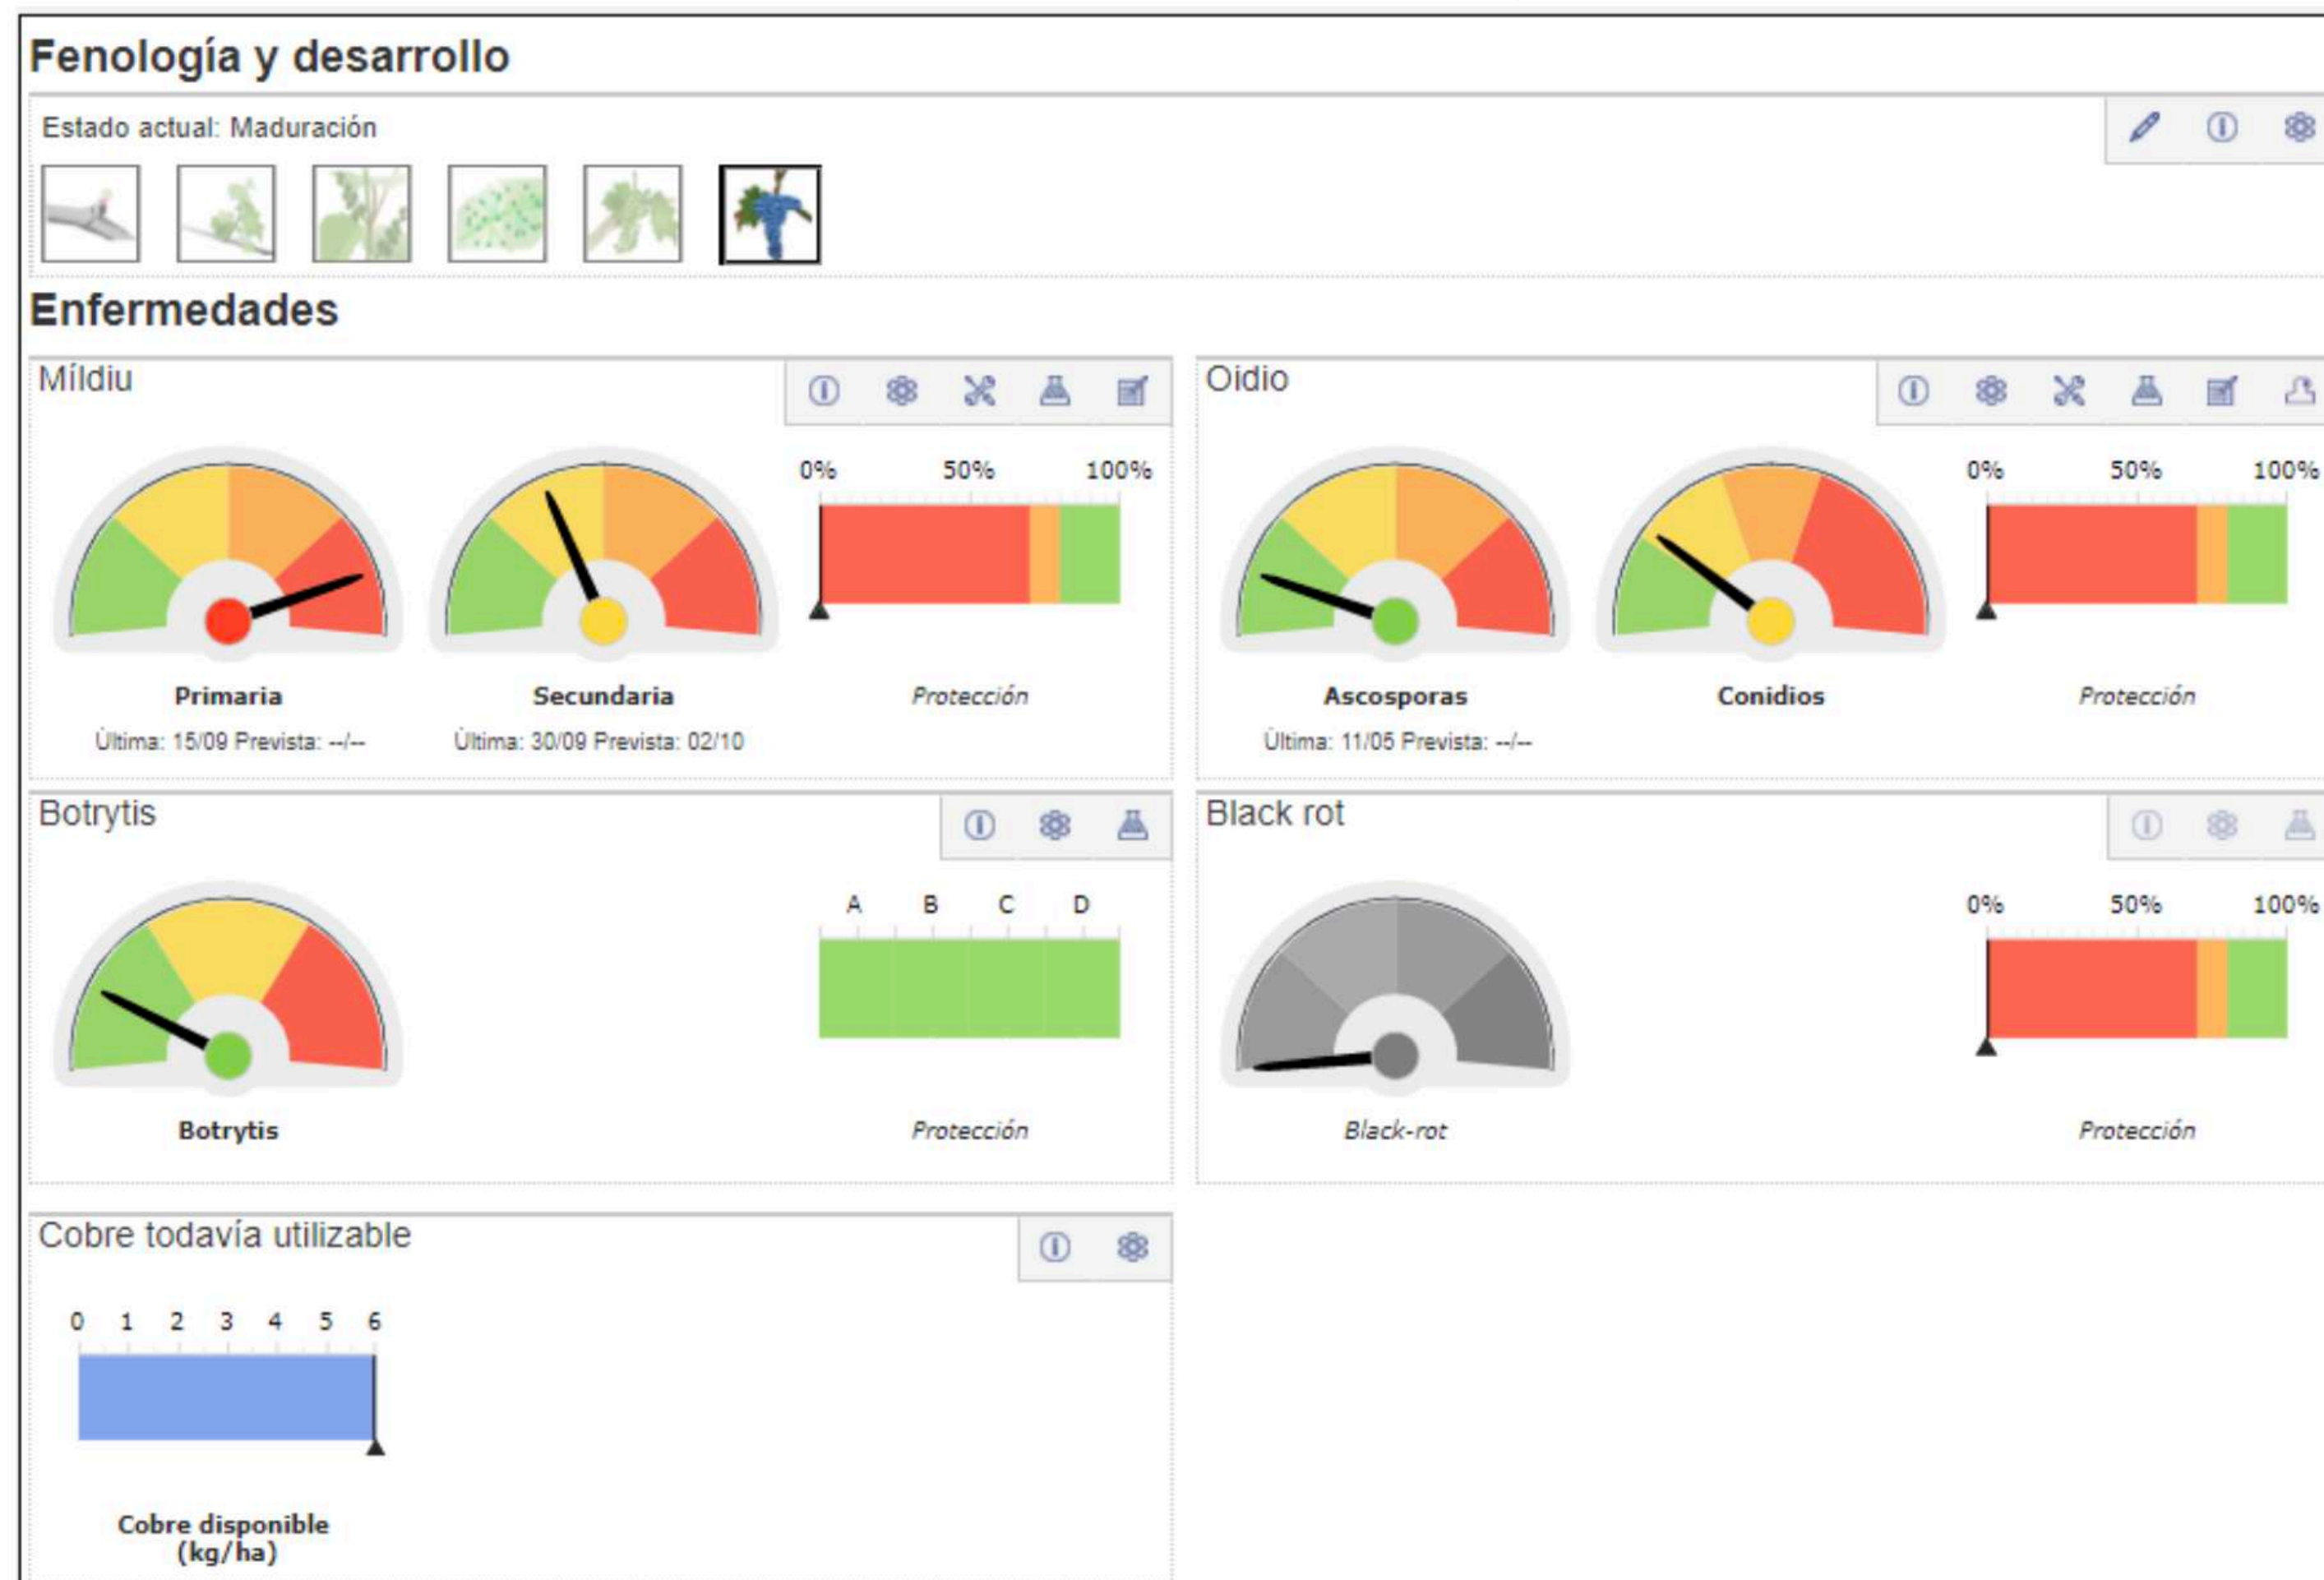 Fenología y desarrollo
Estado actual: Maduración
Enfermedades
Míldiu
0% 50% 100%
Primaria
Última: 15/09 Prevista: --/--
Secundaria
Última: 30/09 Prevista: 02/10
Protección
Oidio
0% 50% 100%
Ascosporas
Última: 11/05 Prevista: --/--
Conidios
Protección
Botrytis
A B C D
Botrytis
Protección
Black rot
0% 50% 100%
Black-rot
Protección
Cobre todavía utilizable
0 1 2 3 4 5 6
Cobre disponible
(kg/ha)